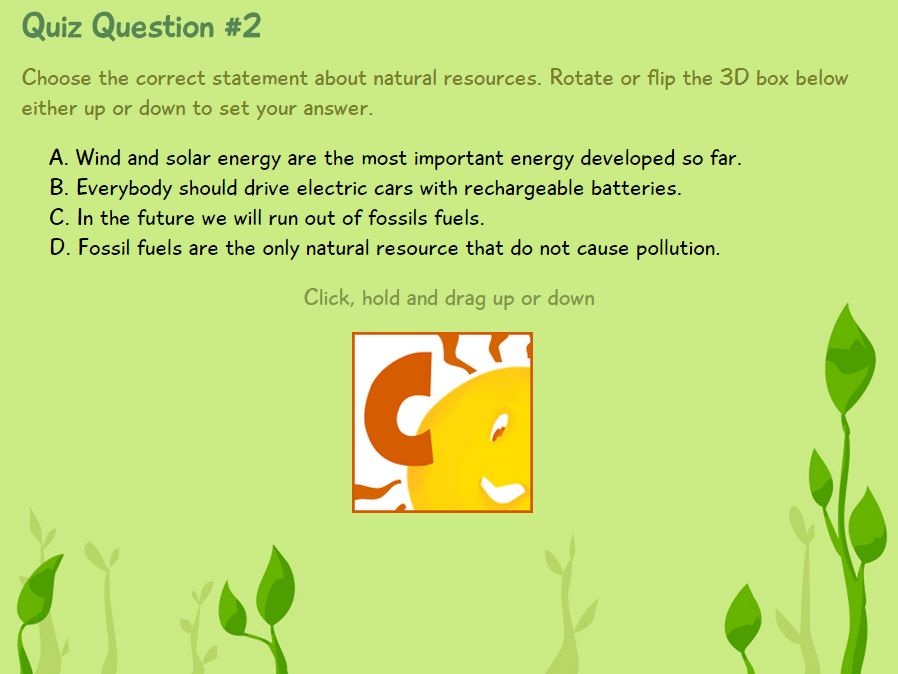 Quiz Question #2
Choose the correct statement about natural resources. Rotate or flip the 3D box below
either up or down to set your answer.
A. Wind and solar energy are the most important energy developed so far.
B. Everybody should drive electric cars with rechargeable batteries.
C. In the future we will run out of fossils fuels.
D. Fossil fuels are the only natural resource that do not cause pollution.
Click, hold and drag up or down
C